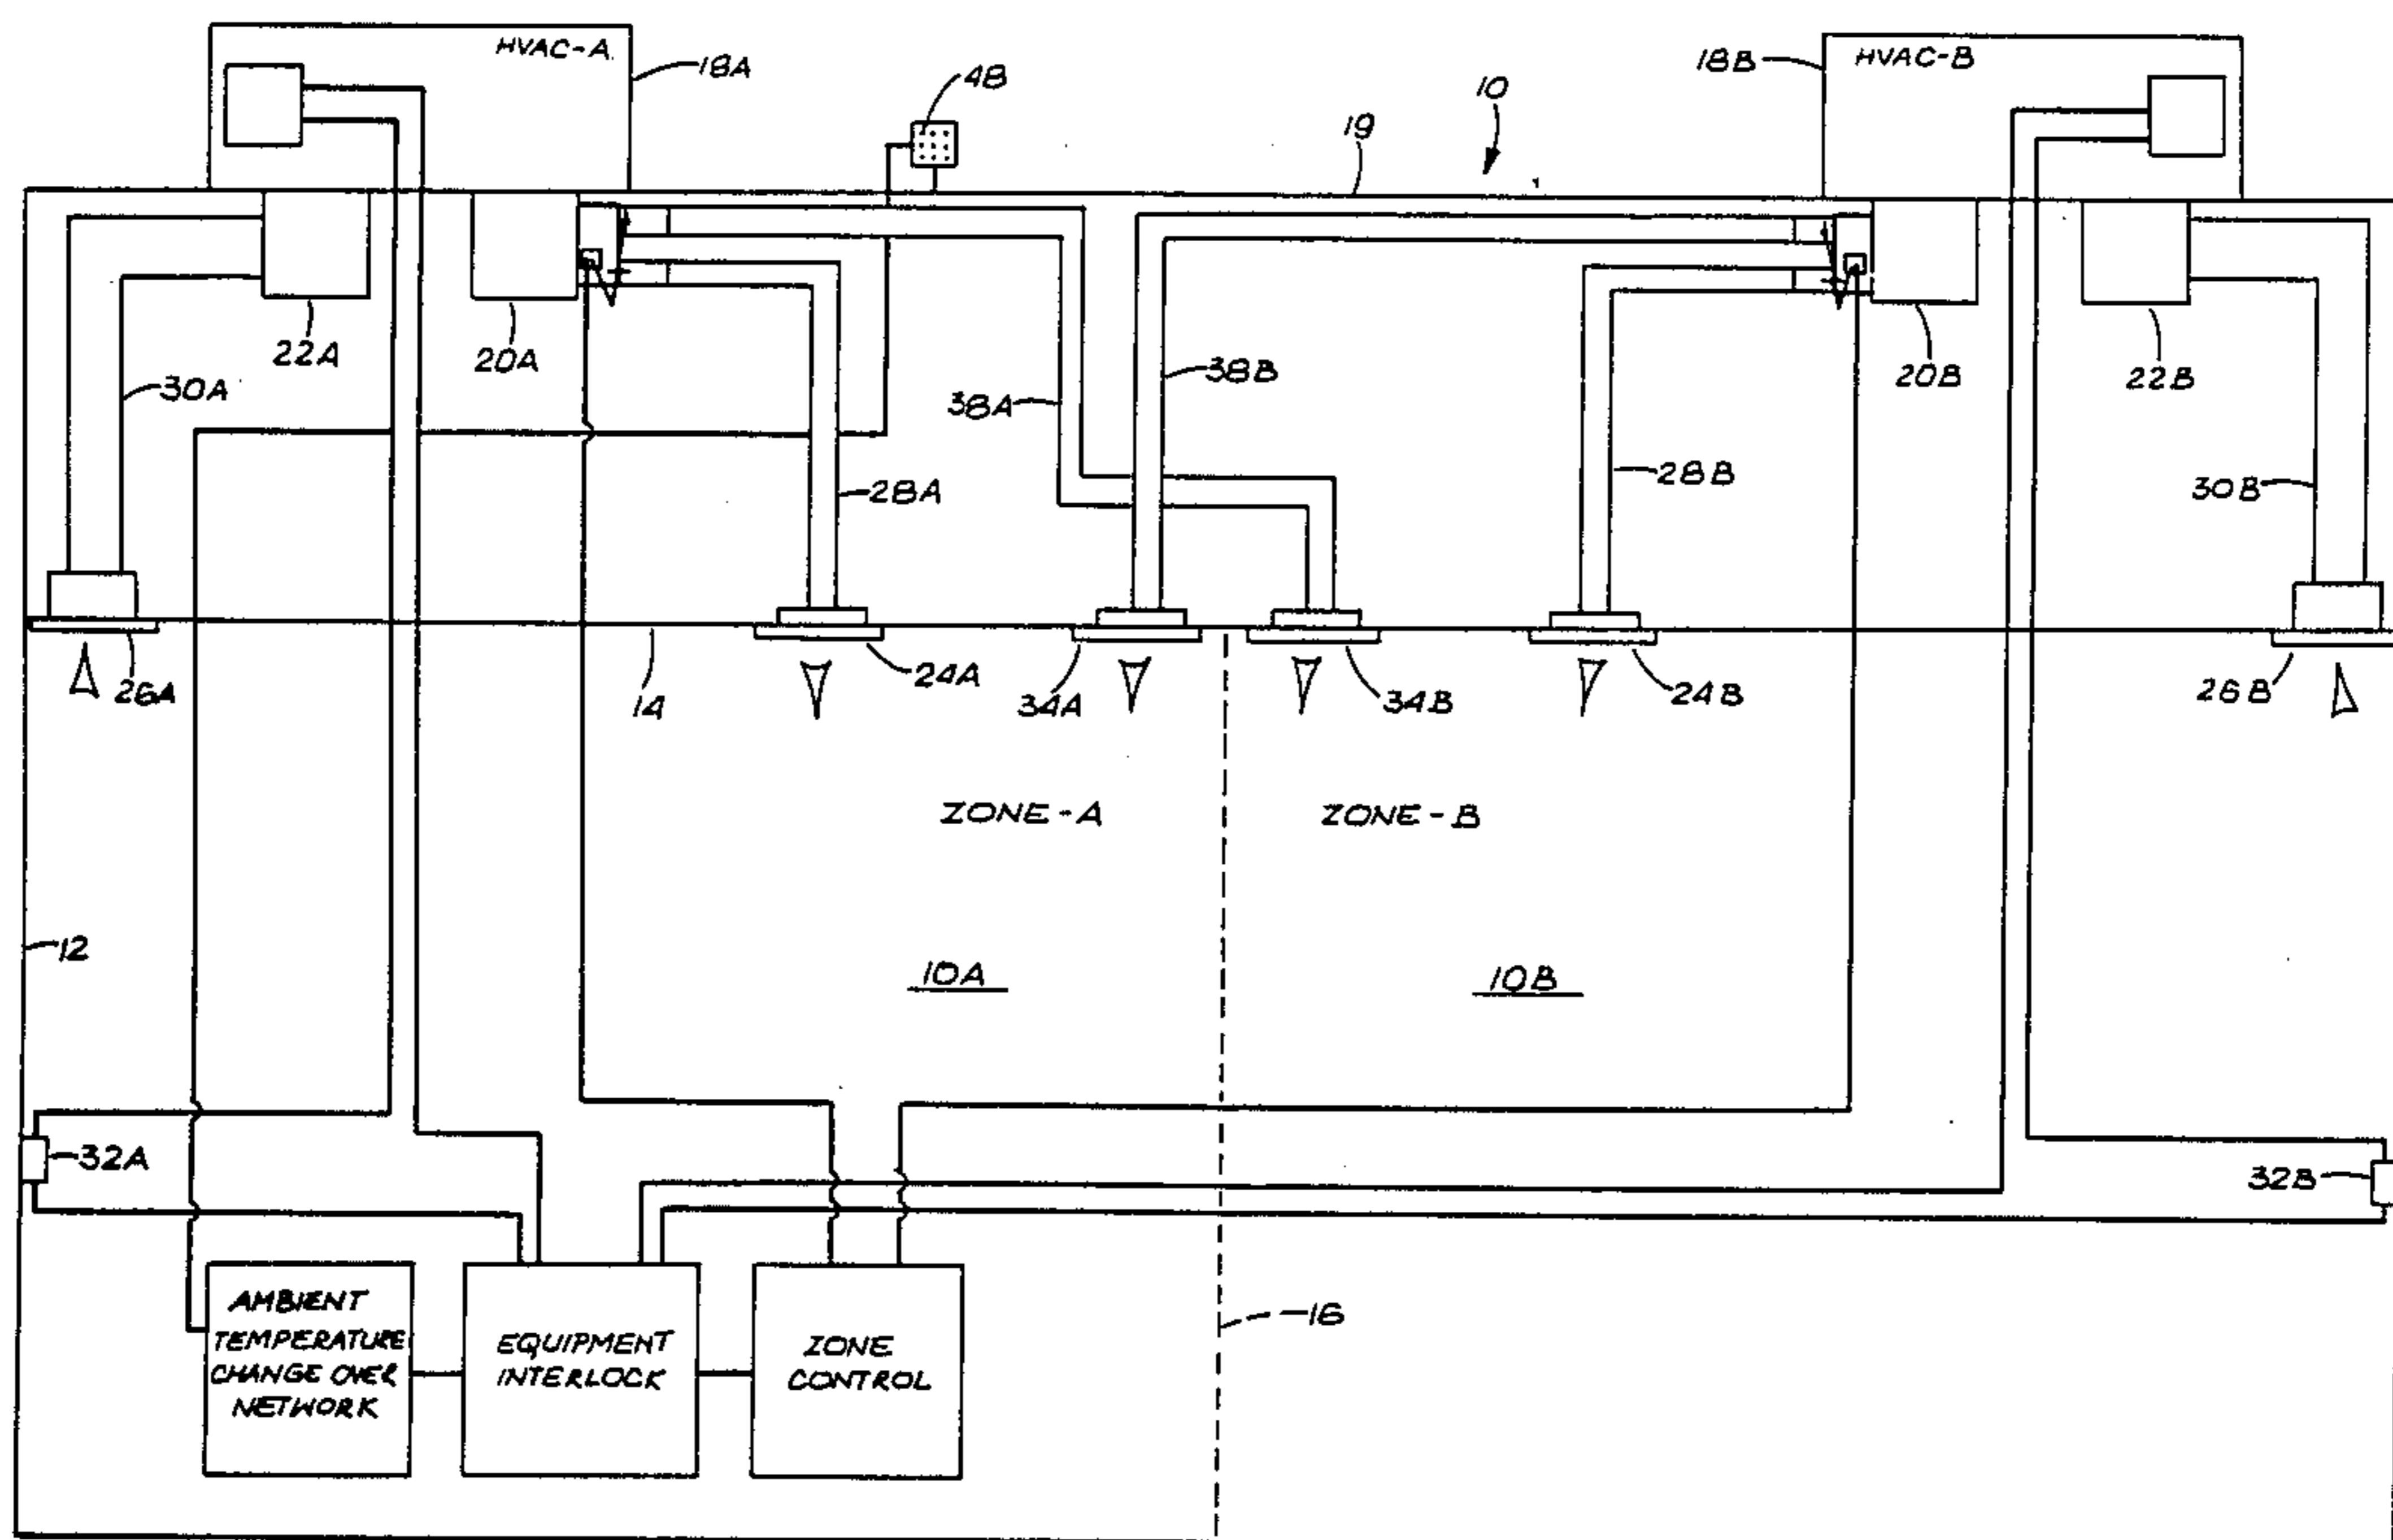 HVAC-A
18A
48
10
19
18B
HVAC-B
22A
20A
30A
38A
38B
28A
28B
20B
22B
30B
26A
14
24A
34A
34B
24B
26B
ZONE-A
ZONE-B
12
10A
10B
32A
32B
16
AMBIENT
TEMPERATURE
CHANGE OVER
NETWORK
EQUIPMENT
INTERLOCK
ZONE
CONTROL